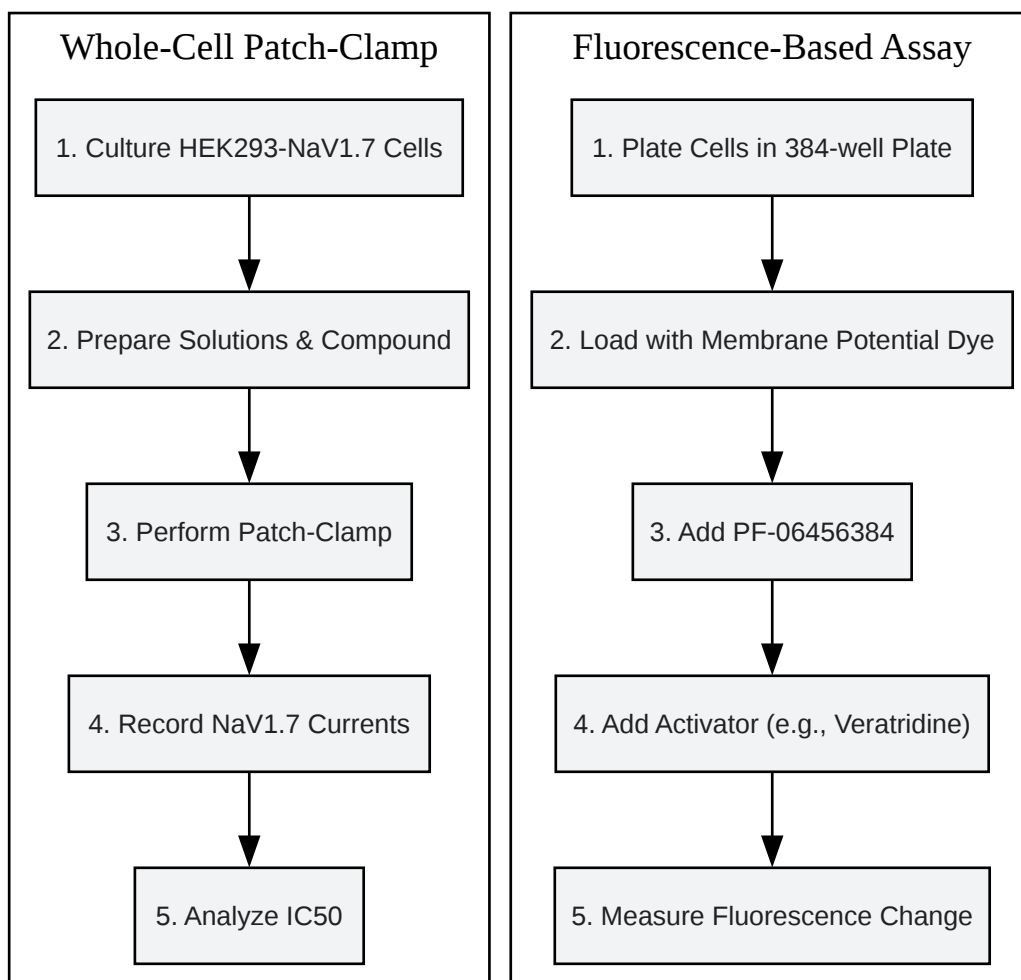 Whole-Cell Patch-Clamp
1. Culture HEK293-NaV1.7 Cells
2. Prepare Solutions & Compound
3. Perform Patch-Clamp
4. Record NaV1.7 Currents
5. Analyze IC50
Fluorescence-Based Assay
1. Plate Cells in 384-well Plate
2. Load with Membrane Potential Dye
3. Add PF-06456384
4. Add Activator (e.g., Veratridine)
5. Measure Fluorescence Change